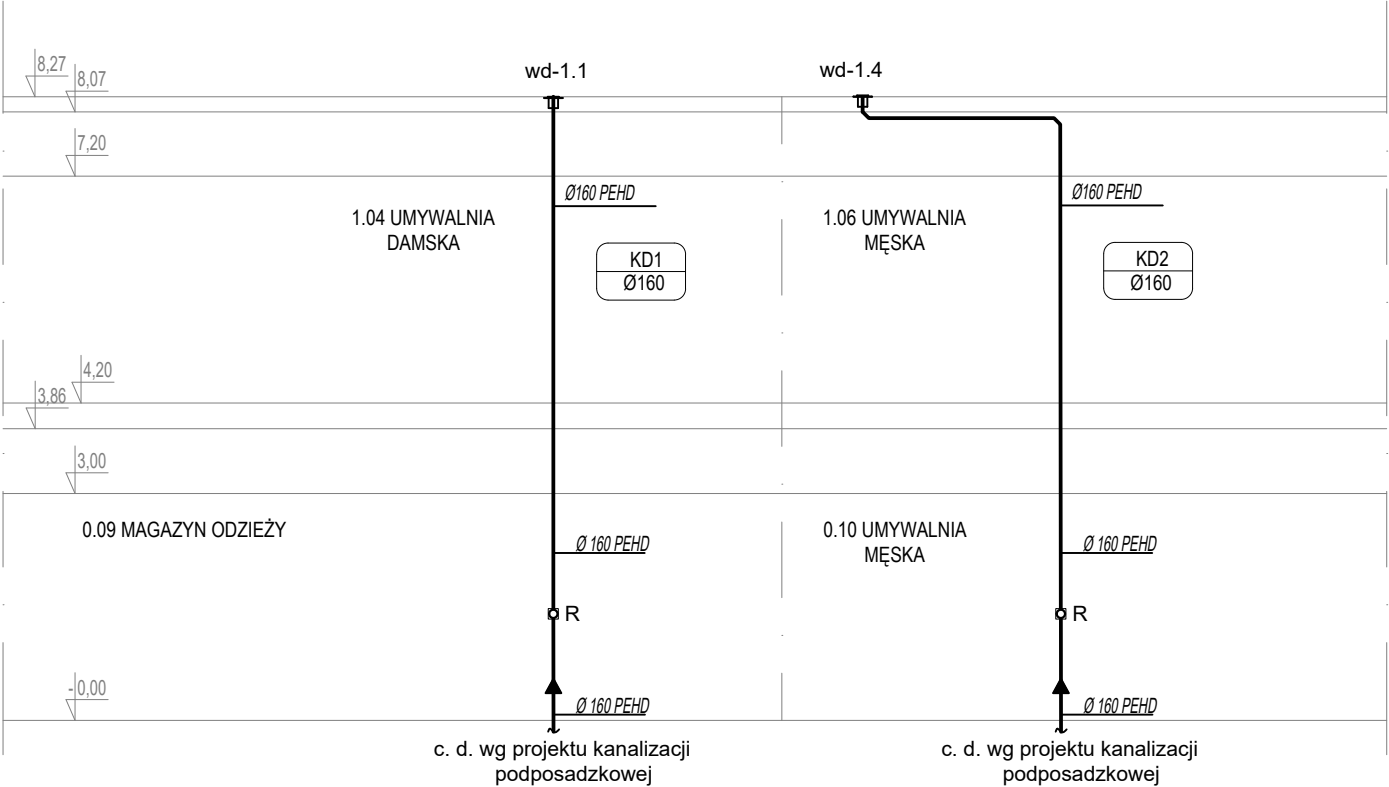 8,27
8,07
wd-1.1
wd-1.4
7,20
Ø160 PEHD
Ø160 PEHD
1.04 UMYWALNIA
DAMSKA
1.06 UMYWALNIA
MĘSKA
KD1
Ø160
KD2
Ø160
4,20
3,86
3,00
0.09 MAGAZYN ODZIEŻY
0.10 UMYWALNIA
MĘSKA
Ø 160 PEHD
Ø 160 PEHD
R
R
-0,00
Ø 160 PEHD
Ø 160 PEHD
c. d. wg projektu kanalizacji
podposadzkowej
c. d. wg projektu kanalizacji
podposadzkowej